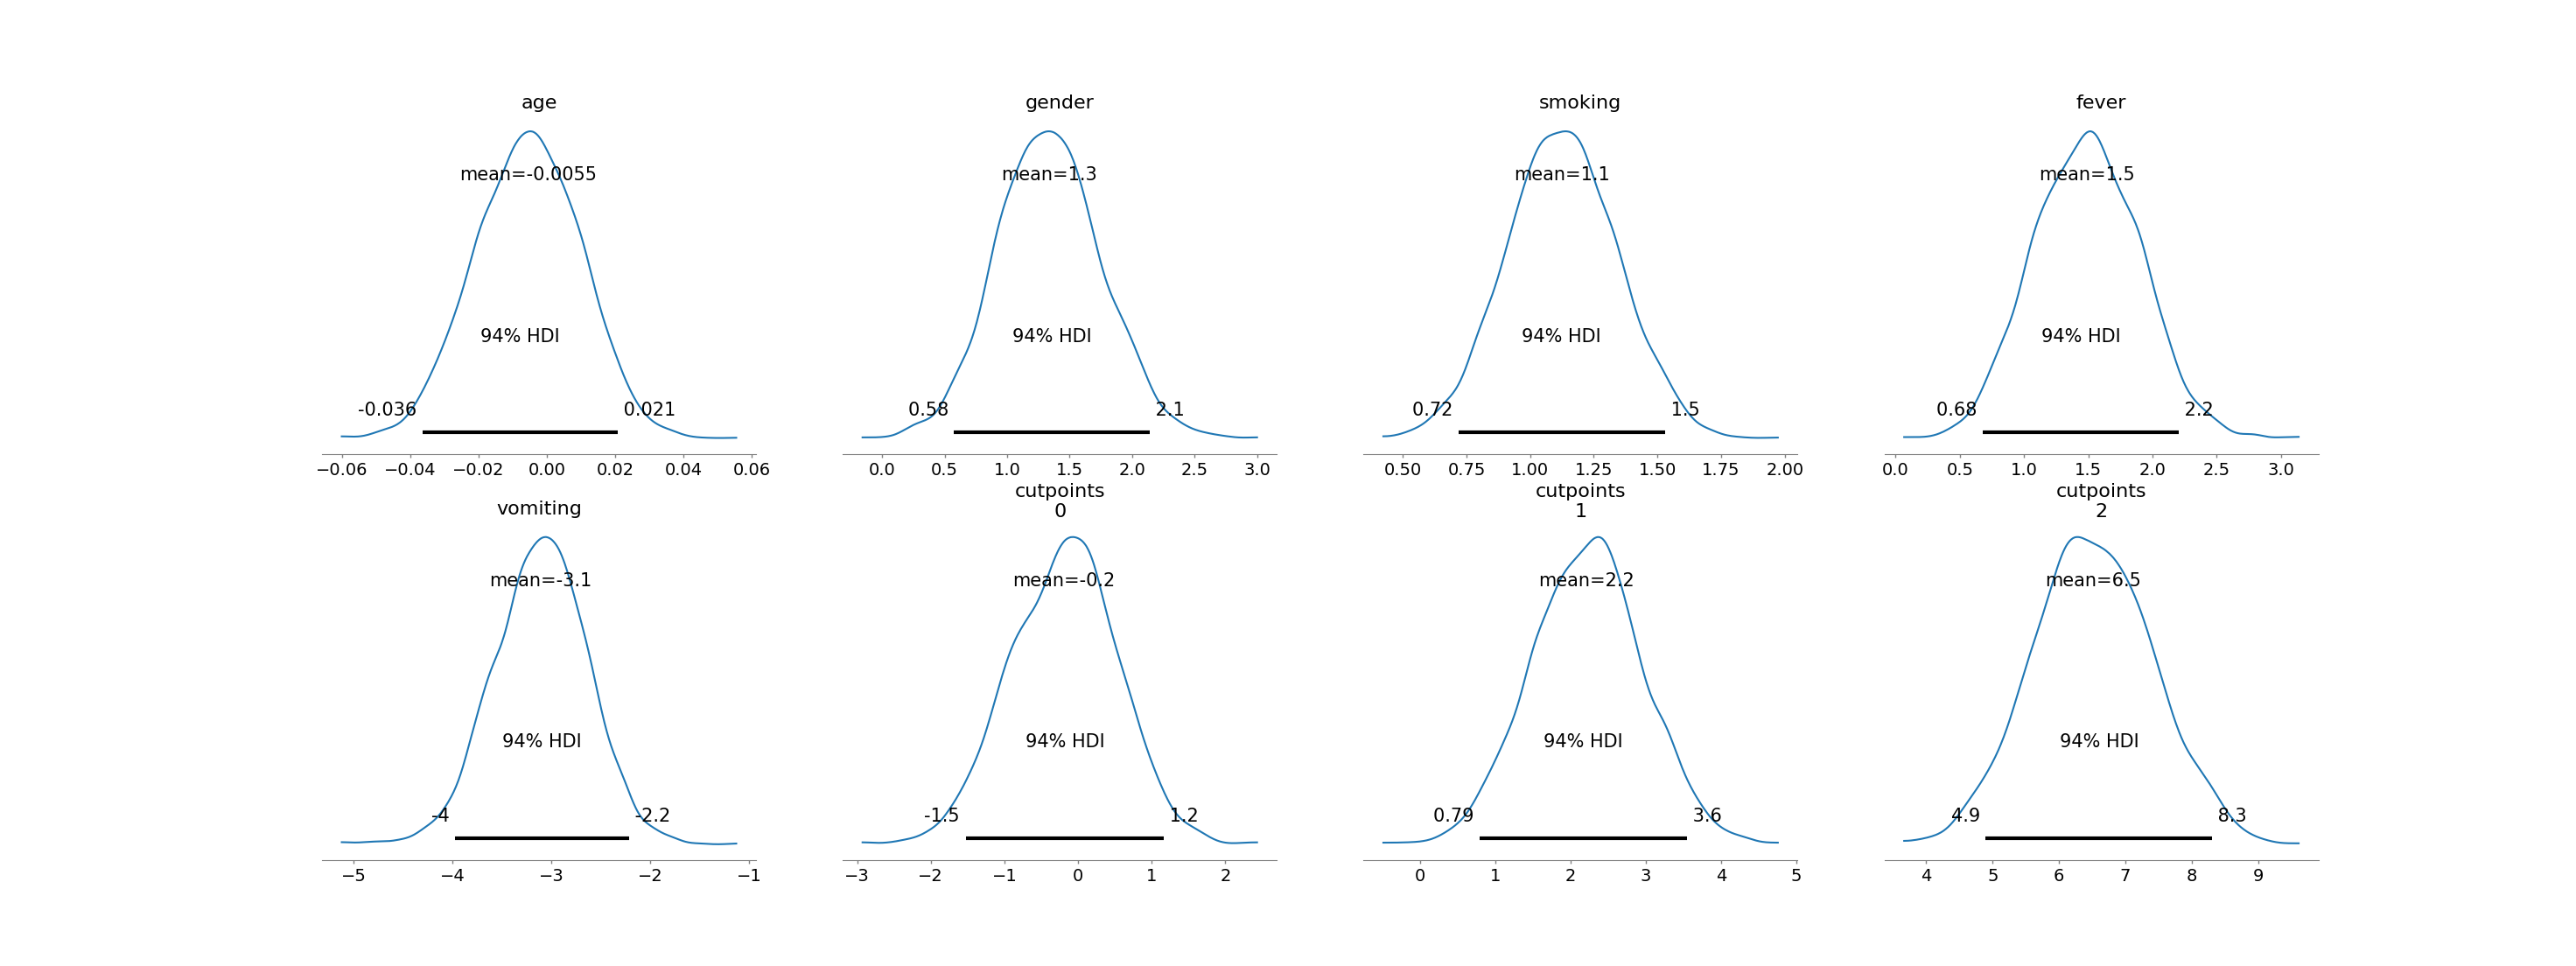 age
mean=-0.0055
94% HDI
-0.036 0.021
−0.06 −0.04 −0.02 0.00 0.02 0.04 0.06
gender
mean=1.3
94% HDI
0.58 2.1
0.0 0.5 1.0 1.5 2.0 2.5 3.0
smoking
mean=1.1
94% HDI
0.72 1.5
0.50 0.75 1.00 1.25 1.50 1.75 2.00
fever
mean=1.5
94% HDI
0.68 2.2
0.0 0.5 1.0 1.5 2.0 2.5 3.0
vomiting
mean=-3.1
94% HDI
-4 -2.2
−5 −4 −3 −2 −1
cutpoints
0
mean=-0.2
94% HDI
-1.5 1.2
−3 −2 −1 0 1 2
cutpoints
1
mean=2.2
94% HDI
0.79 3.6
0 1 2 3 4 5
cutpoints
2
mean=6.5
94% HDI
4.9 8.3
4 5 6 7 8 9